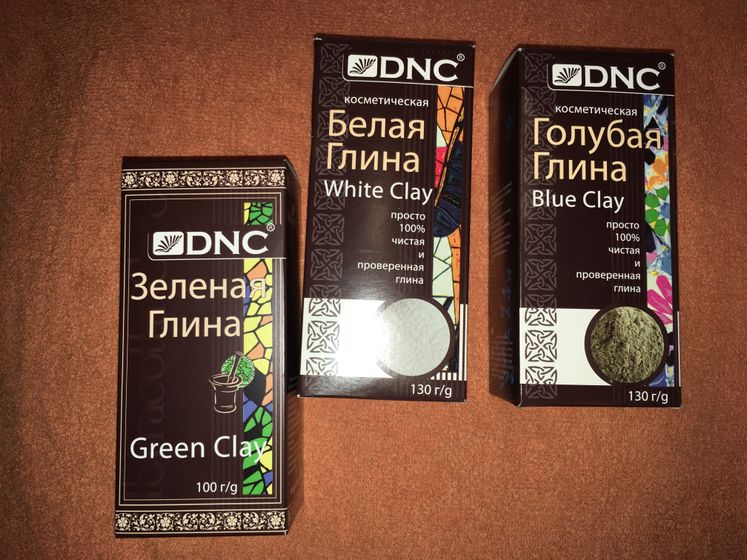 DNC®
Зеленая
Глина
Green Clay
100 г/g
DNC®
косметическая
Белая
Глина
White Clay
просто
100%
чистая
и
проверенная
глина
130 г/g
DNC®
косметическая
Голубая
Глина
Blue Clay
просто
100%
чистая
и
проверенная
глина
130 г/g